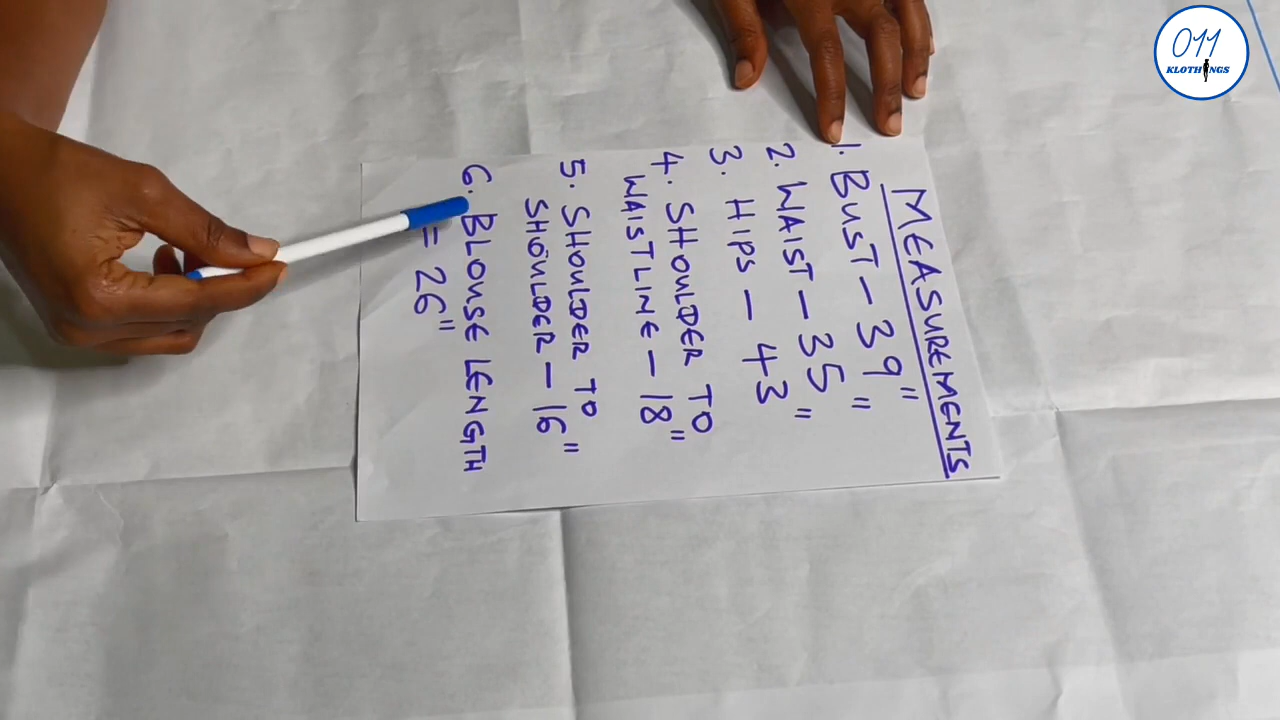 MEASUREMENTS
1. BUST - 39"
2. WAIST - 35"
3. HIPS - 43
4. SHOULDER TO
WAISTLINE - 18"
5. SHOULDER TO
SHOULDER - 16"
6. BLOUSE LENGTH
= 26"
011
KLOTHINGS